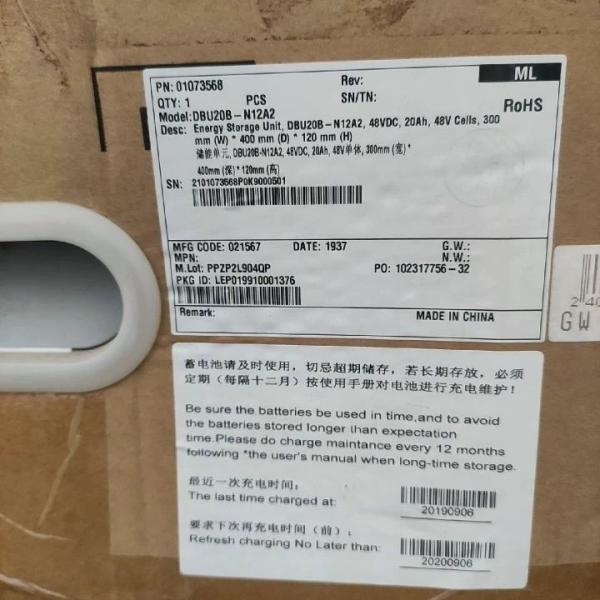 ML
PN: 01073568 Rev:
QTY: 1 PCS SN/TN: RoHS
Model: DBU20B-N12A2
Desc: Energy Storage Unit, DBU20B-N12A2, 48VDC, 20Ah, 48V Cells, 300
mm (W) * 400 mm (D) * 120 mm (H)
储能单元, DBU20B-N12A2, 48VDC, 20Ah, 48V单体, 300mm (宽) *
400mm (深) * 120mm (高)
SN: 2101073568P0K9000501
MFG CODE: 021567 DATE: 1937 G.W.:
MPN: N.W.:
M.Lot: PPZP2L904QP PO: 102317756-32
PKG ID: LEP019910001376
Remark: MADE IN CHINA
2 40
GW
蓄电池请及时使用，切忌超期储存，若长期存放，必须
定期（每隔十二月）按使用手册对电池进行充电维护！
Be sure the batteries be used in time,and to avoid
the batteries stored longer than expectation
time.Please do charge maintance every 12 months
following "the user's manual when long-time storage.
最近一次充电时间：
The last time charged at:
20190906
要求下次再充电时间（前）：
Refresh charging No Later than:
20200906